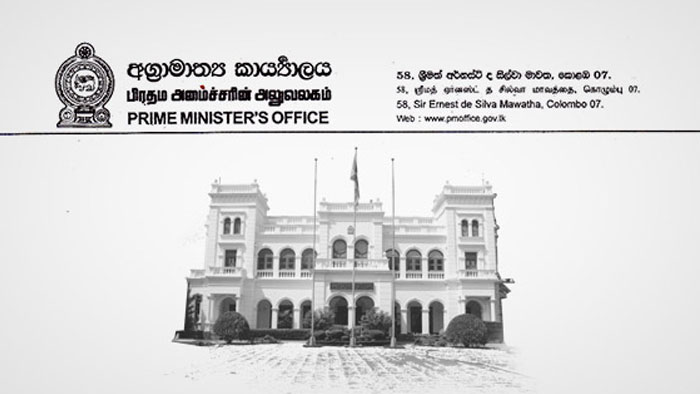 අග්‍රාමාත්‍ය කාර්යාලය
பிரதம அமைச்சரின் அலுவலகம்
PRIME MINISTER'S OFFICE
58, ශ්‍රීමත් අර්නස්ට් ද සිල්වා මාවත, කොළඹ 07.
58, ஸ்ரீமத் ஏர்னஸ்ட் த சில்வா மாவத்தை, கொழும்பு 07.
58, Sir Ernest de Silva Mawatha, Colombo 07.
Web : www.pmoffice.gov.lk